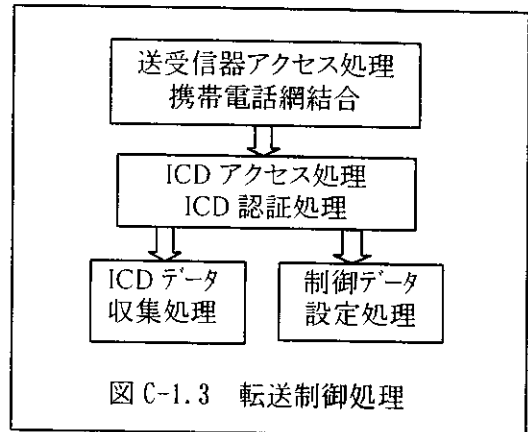 送受信器アクセス処理
携帯電話網結合
ICD アクセス処理
ICD 認証処理
ICD データ
収集処理
制御データ
設定処理
図 C-1.3 転送制御処理